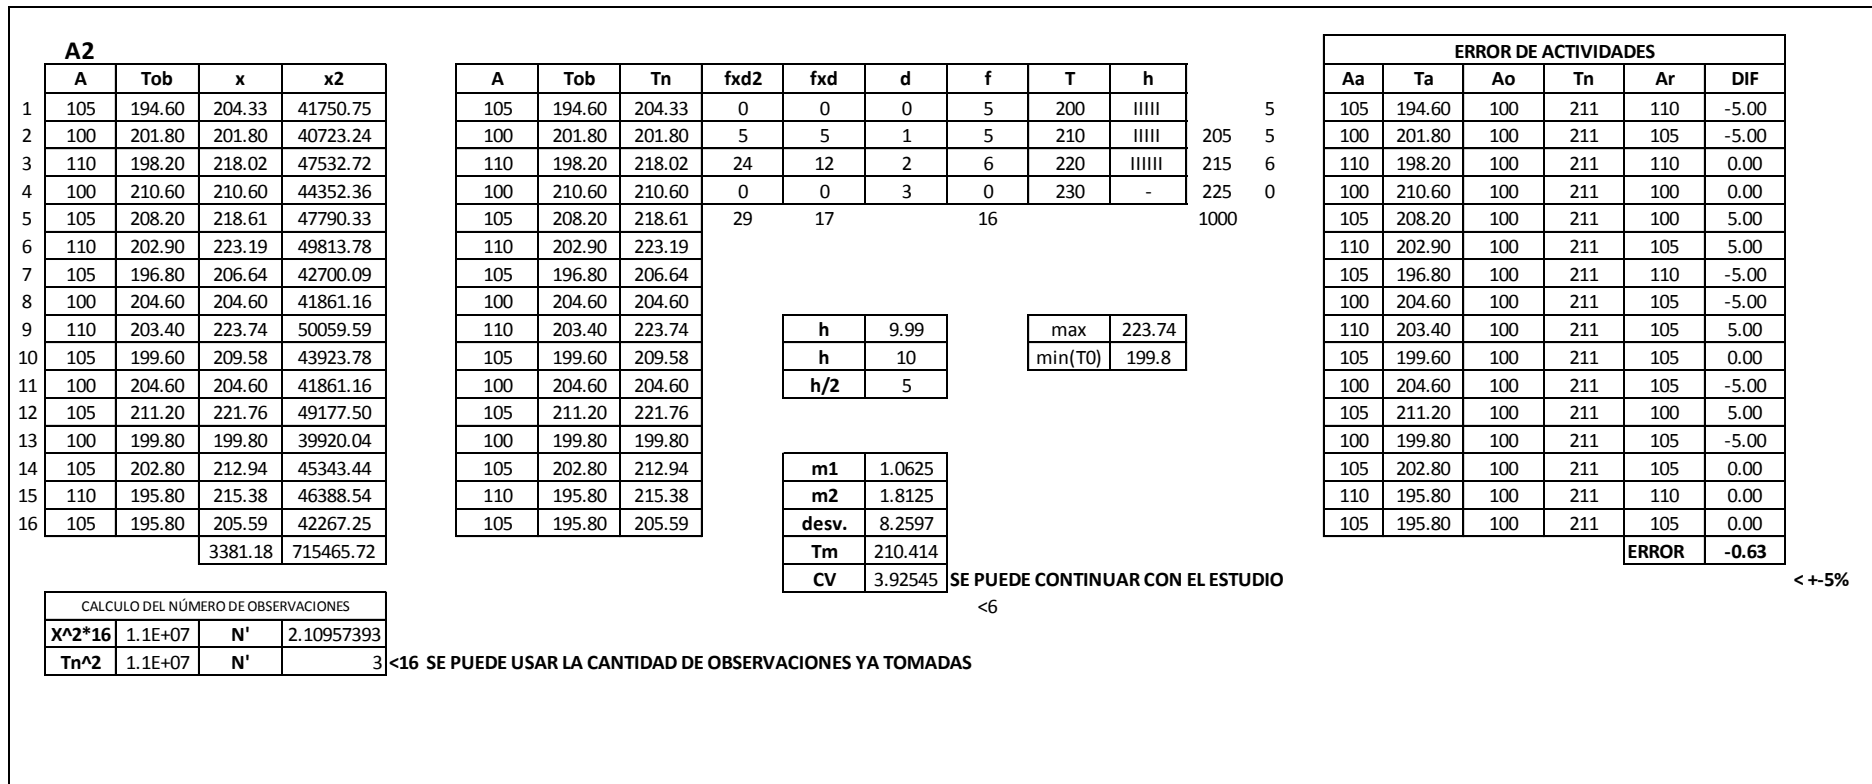 A2 ERROR DE ACTIVIDADES
A Tob x x2 A Tob Tn fxd2 fxd d f T h Aa Ta Ao Tn Ar DIF
1 105 194.60 204.33 41750.75 105 194.60 204.33 0 0 0 5 200 IIIII 5 105 194.60 100 211 110 -5.00
2 100 201.80 201.80 40723.24 100 201.80 201.80 5 5 1 5 210 IIIII 205 5 100 201.80 100 211 105 -5.00
3 110 198.20 218.02 47532.72 110 198.20 218.02 24 12 2 6 220 IIIIII 215 6 110 198.20 100 211 110 0.00
4 100 210.60 210.60 44352.36 100 210.60 210.60 0 0 3 0 230 - 225 0 100 210.60 100 211 100 0.00
5 105 208.20 218.61 47790.33 105 208.20 218.61 29 17 16 1000 105 208.20 100 211 100 5.00
6 110 202.90 223.19 49813.78 110 202.90 223.19 110 202.90 100 211 105 5.00
7 105 196.80 206.64 42700.09 105 196.80 206.64 105 196.80 100 211 110 -5.00
8 100 204.60 204.60 41861.16 100 204.60 204.60 100 204.60 100 211 105 -5.00
9 110 203.40 223.74 50059.59 110 203.40 223.74 h 9.99 max 223.74 110 203.40 100 211 105 5.00
10 105 199.60 209.58 43923.78 105 199.60 209.58 h 10 min(T0) 199.8 105 199.60 100 211 105 0.00
11 100 204.60 204.60 41861.16 100 204.60 204.60 h/2 5 100 204.60 100 211 105 -5.00
12 105 211.20 221.76 49177.50 105 211.20 221.76 105 211.20 100 211 100 5.00
13 100 199.80 199.80 39920.04 100 199.80 199.80 100 199.80 100 211 105 -5.00
14 105 202.80 212.94 45343.44 105 202.80 212.94 m1 1.0625 105 202.80 100 211 105 0.00
15 110 195.80 215.38 46388.54 110 195.80 215.38 m2 1.8125 110 195.80 100 211 110 0.00
16 105 195.80 205.59 42267.25 105 195.80 205.59 desv. 8.2597 105 195.80 100 211 105 0.00
3381.18 715465.72 Tm 210.414 ERROR -0.63
CV 3.92545 SE PUEDE CONTINUAR CON EL ESTUDIO < +-5%
CALCULO DEL NÚMERO DE OBSERVACIONES <6
X^2*16 1.1E+07 N' 2.10957393
Tn^2 1.1E+07 N' 3 <16 SE PUEDE USAR LA CANTIDAD DE OBSERVACIONES YA TOMADAS